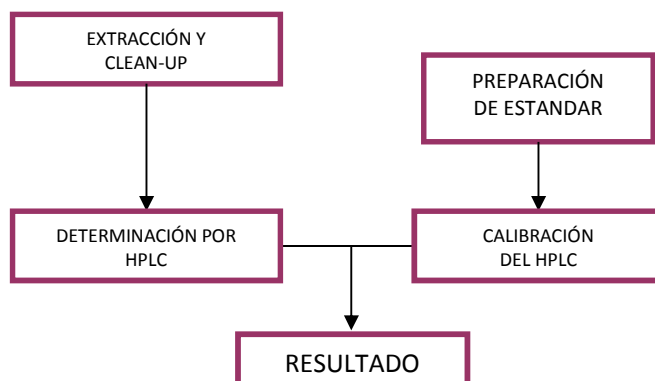 EXTRACCIÓN Y
CLEAN-UP
PREPARACIÓN
DE ESTANDAR
DETERMINACIÓN POR
HPLC
CALIBRACIÓN
DEL HPLC
RESULTADO